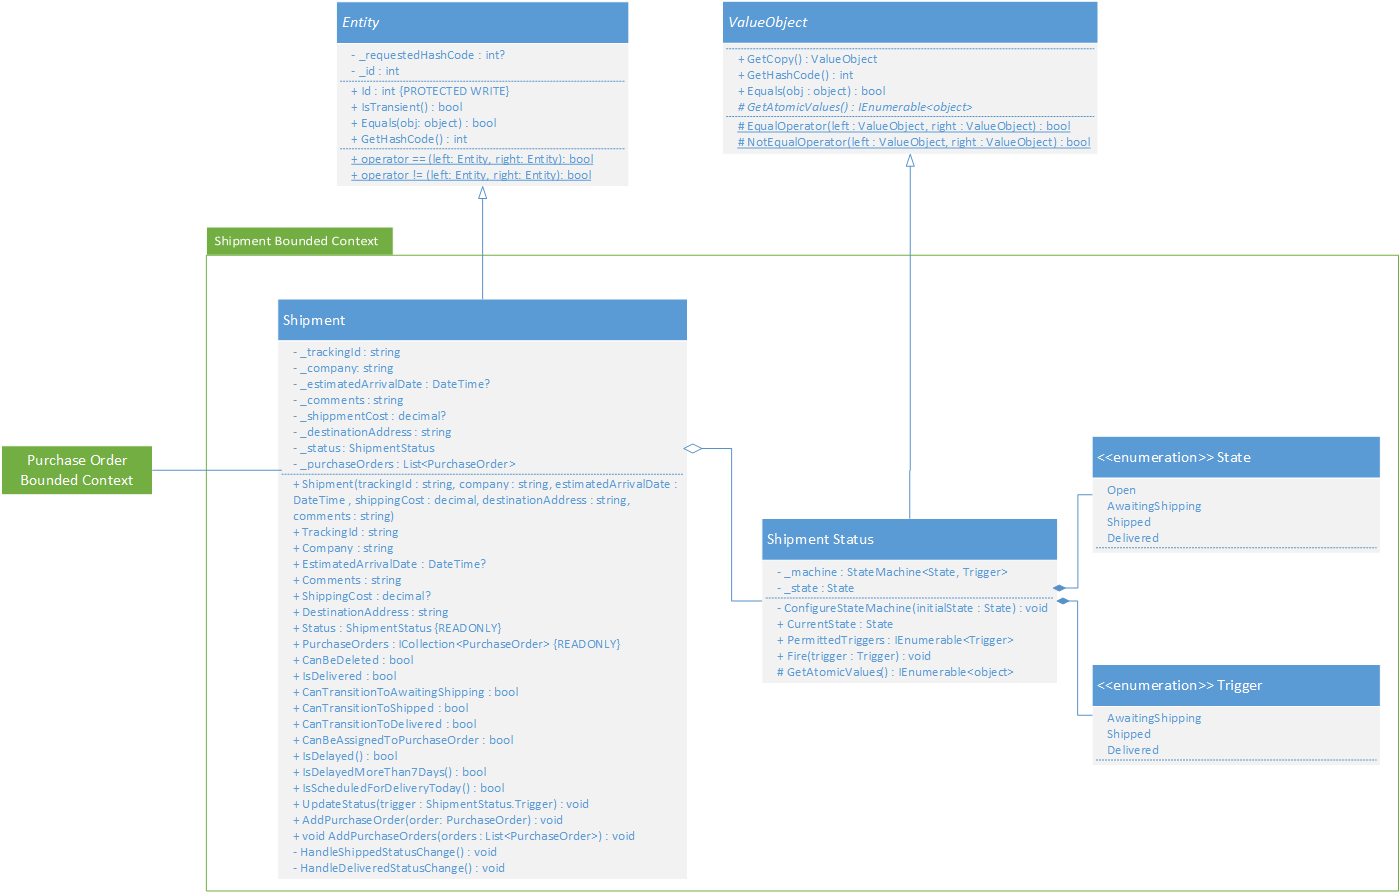 Entity
- _requestedHashCode : int?
- _id : int
+ Id : int {PROTECTED WRITE}
+ IsTransient() : bool
+ Equals(obj: object) : bool
+ GetHashCode() : int
+ operator == (left: Entity, right: Entity): bool
+ operator != (left: Entity, right: Entity): bool
ValueObject
+ GetCopy() : ValueObject
+ GetHashCode() : int
+ Equals(obj : object) : bool
# GetAtomicValues() : IEnumerable<object>
# EqualOperator(left : ValueObject, right : ValueObject) : bool
# NotEqualOperator(left : ValueObject, right : ValueObject) : bool
Shipment Bounded Context
Purchase Order
Bounded Context
Shipment
- _trackingId : string
- _company: string
- _estimatedArrivalDate : DateTime?
- _comments : string
- _shippmentCost : decimal?
- _destinationAddress : string
- _status : ShipmentStatus
- _purchaseOrders : List<PurchaseOrder>
+ Shipment(trackingId : string, company : string, estimatedArrivalDate :
DateTime , shippingCost : decimal, destinationAddress : string,
comments : string)
+ TrackingId : string
+ Company : string
+ EstimatedArrivalDate : DateTime?
+ Comments : string
+ ShippingCost : decimal?
+ DestinationAddress : string
+ Status : ShipmentStatus {READONLY}
+ PurchaseOrders : ICollection<PurchaseOrder> {READONLY}
+ CanBeDeleted : bool
+ IsDelivered : bool
+ CanTransitionToAwaitingShipping : bool
+ CanTransitionToShipped : bool
+ CanTransitionToDelivered : bool
+ CanBeAssignedToPurchaseOrder : bool
+ IsDelayed() : bool
+ IsDelayedMoreThan7Days() : bool
+ IsScheduledForDeliveryToday() : bool
+ UpdateStatus(trigger : ShipmentStatus.Trigger) : void
+ AddPurchaseOrder(order: PurchaseOrder) : void
+ void AddPurchaseOrders(orders : List<PurchaseOrder>) : void
- HandleShippedStatusChange() : void
- HandleDeliveredStatusChange() : void
Shipment Status
- _machine : StateMachine<State, Trigger>
- _state : State
- ConfigureStateMachine(initialState : State) : void
+ CurrentState : State
+ PermittedTriggers : IEnumerable<Trigger>
+ Fire(trigger : Trigger) : void
# GetAtomicValues() : IEnumerable<object>
<<enumeration>> State
Open
AwaitingShipping
Shipped
Delivered
<<enumeration>> Trigger
AwaitingShipping
Shipped
Delivered